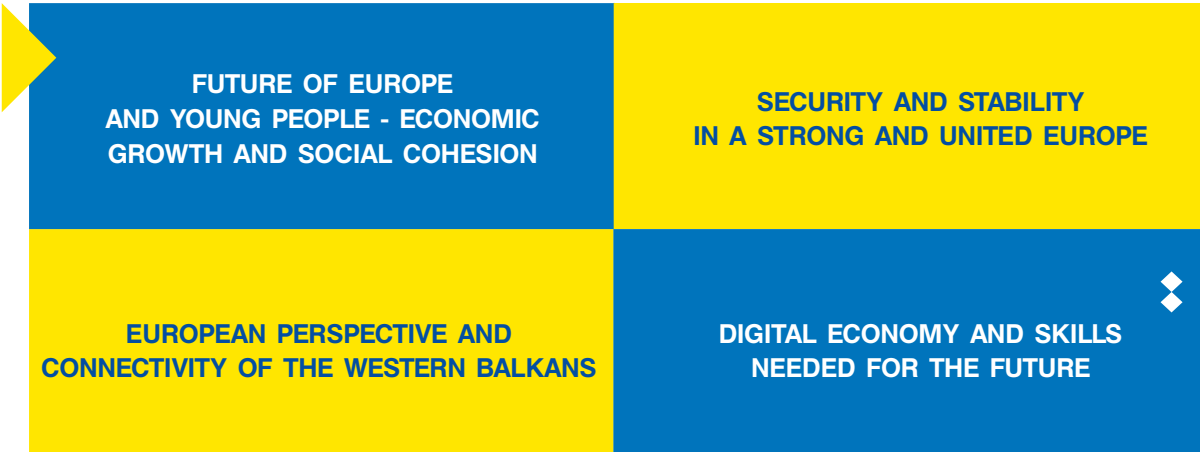 FUTURE OF EUROPE
AND YOUNG PEOPLE - ECONOMIC
GROWTH AND SOCIAL COHESION
SECURITY AND STABILITY
IN A STRONG AND UNITED EUROPE
EUROPEAN PERSPECTIVE AND
CONNECTIVITY OF THE WESTERN BALKANS
DIGITAL ECONOMY AND SKILLS
NEEDED FOR THE FUTURE